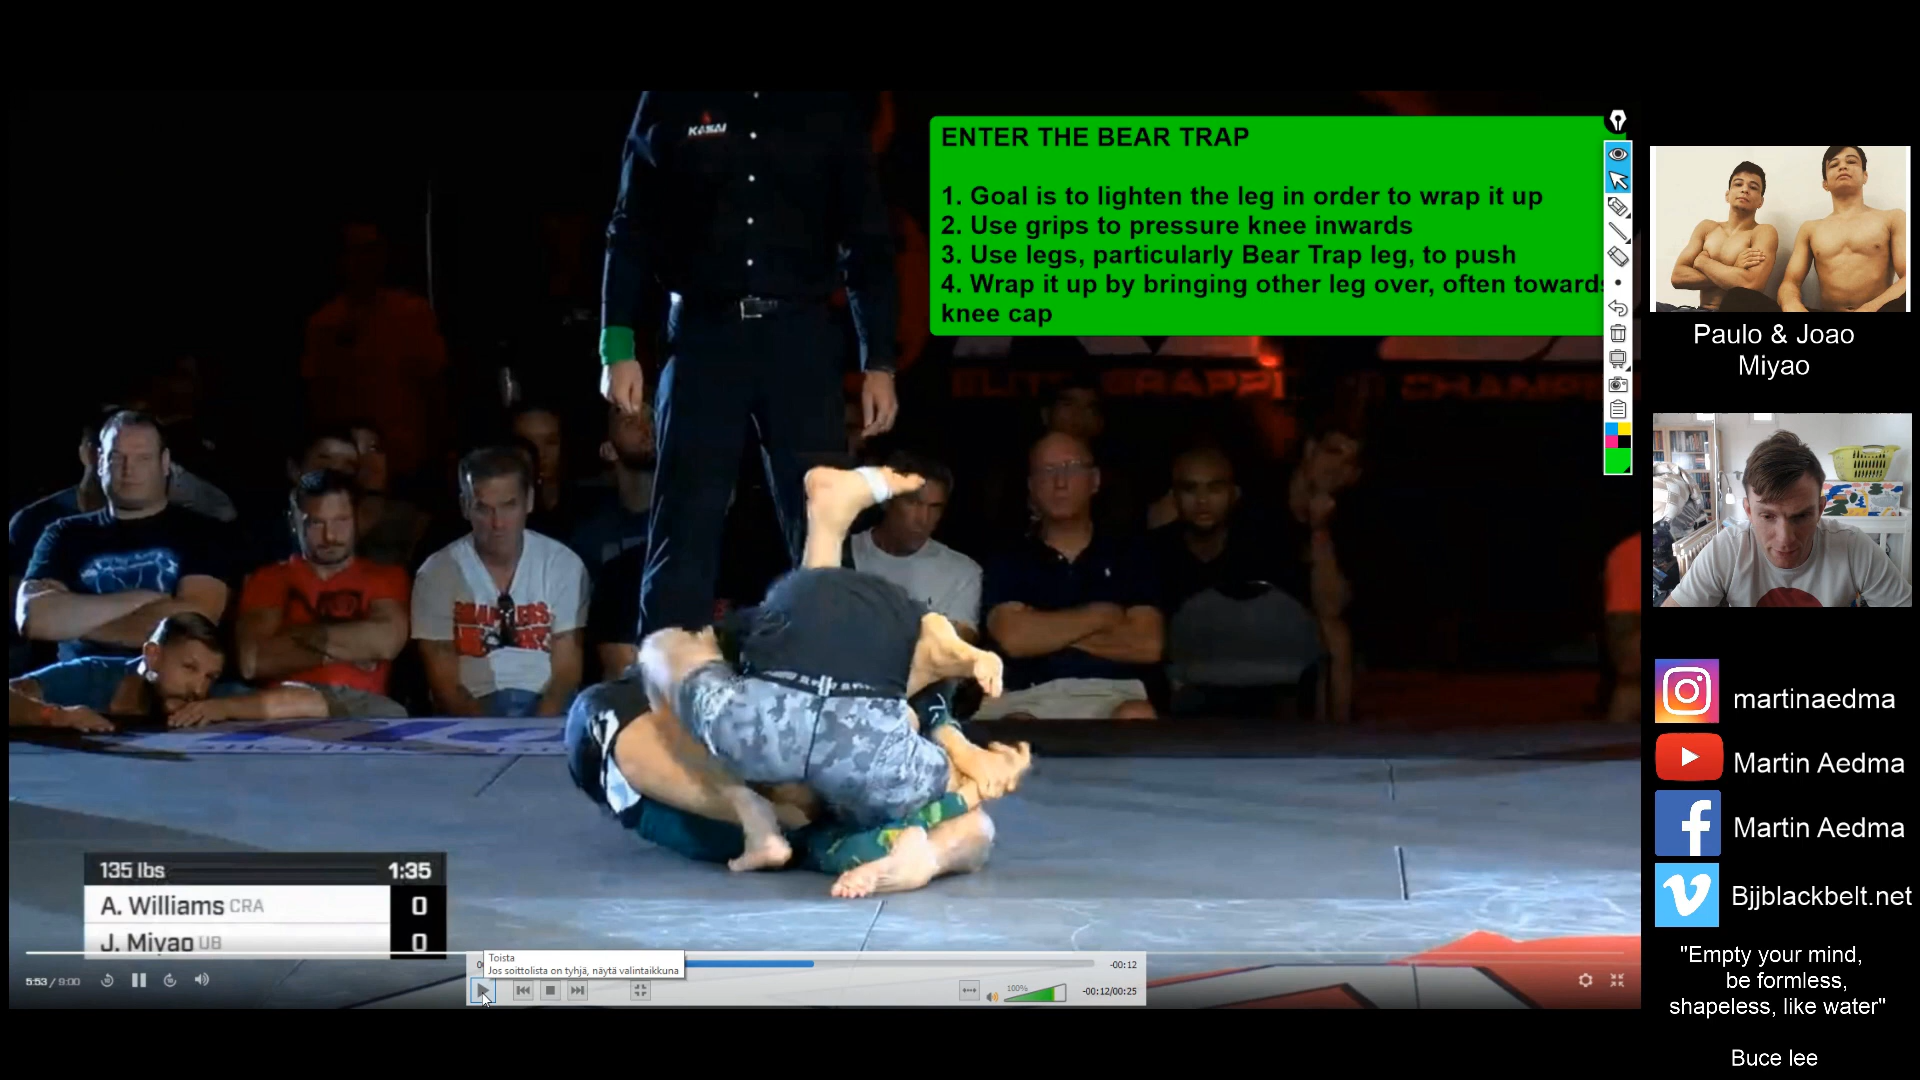 KASAI
ENTER THE BEAR TRAP
1. Goal is to lighten the leg in order to wrap it up
2. Use grips to pressure knee inwards
3. Use legs, particularly Bear Trap leg, to push
4. Wrap it up by bringing other leg over, often towards
knee cap
Paulo & Joao
Miyao
martinaedma
Martin Aedma
Martin Aedma
Bjjblackbelt.net
"Empty your mind,
be formless,
shapeless, like water"
Buce lee
135 lbs 1:35
A. Williams CRA 0
J. Miyao UB 0
5:53 / 9:00
Toista
Jos soittolista on tyhjä, näytä valintaikkuna
-00:12
100%
-00:12/00:25